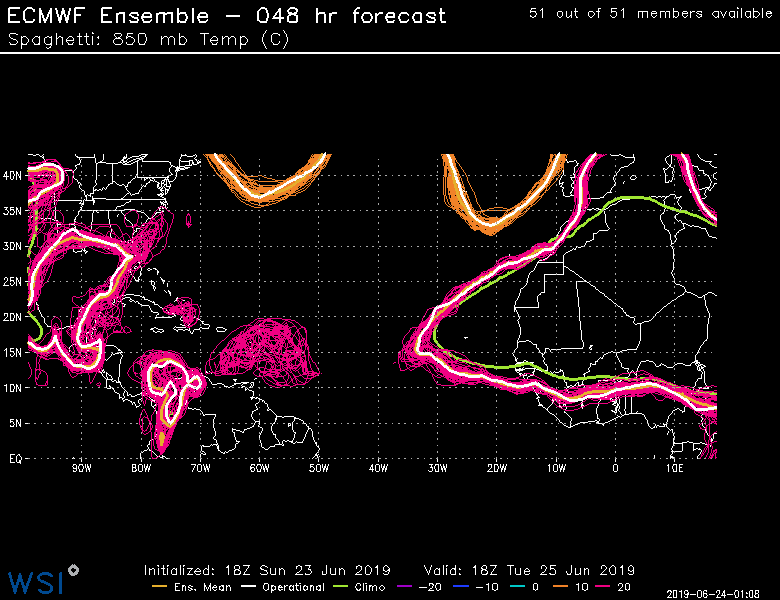 ECMWF Ensemble – 048 hr forecast
51 out of 51 members available
Spaghetti: 850 mb Temp (C)
40N
35N
30N
25N
20N
15N
10N
5N
EQ
90W 80W 70W 60W 50W 40W 30W 20W 10W 0 10E
Initialized: 18Z Sun 23 Jun 2019 Valid: 18Z Tue 25 Jun 2019
WSI
Ens. Mean Operational Climo -20 -10 0 10 20
2019-06-24-01:08